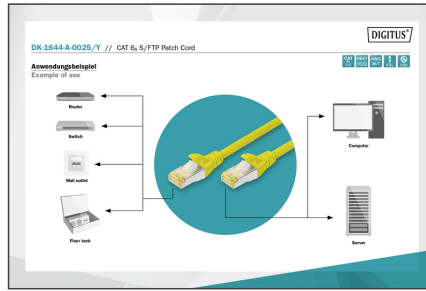 DIGITUS®
DK-1644-A-0025/Y // CAT 6A S/FTP Patch Cord
Anwendungsbeispiel
Example of use
Router
Switch
Wall outlet
Floor tank
Computer
Server